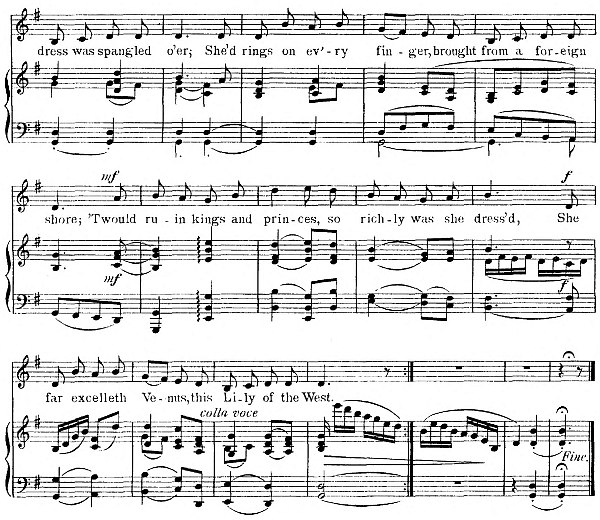 dress was spangled o'er; She'd rings on ev'-ry fin-ger, brought from a for-eign
mf f
shore; 'Twould ru-in kings and prin-ces, so rich-ly was she dress'd, She
mf f
far excelleth Ve-nus, this Li-ly of the West.
colla voce
Fine.